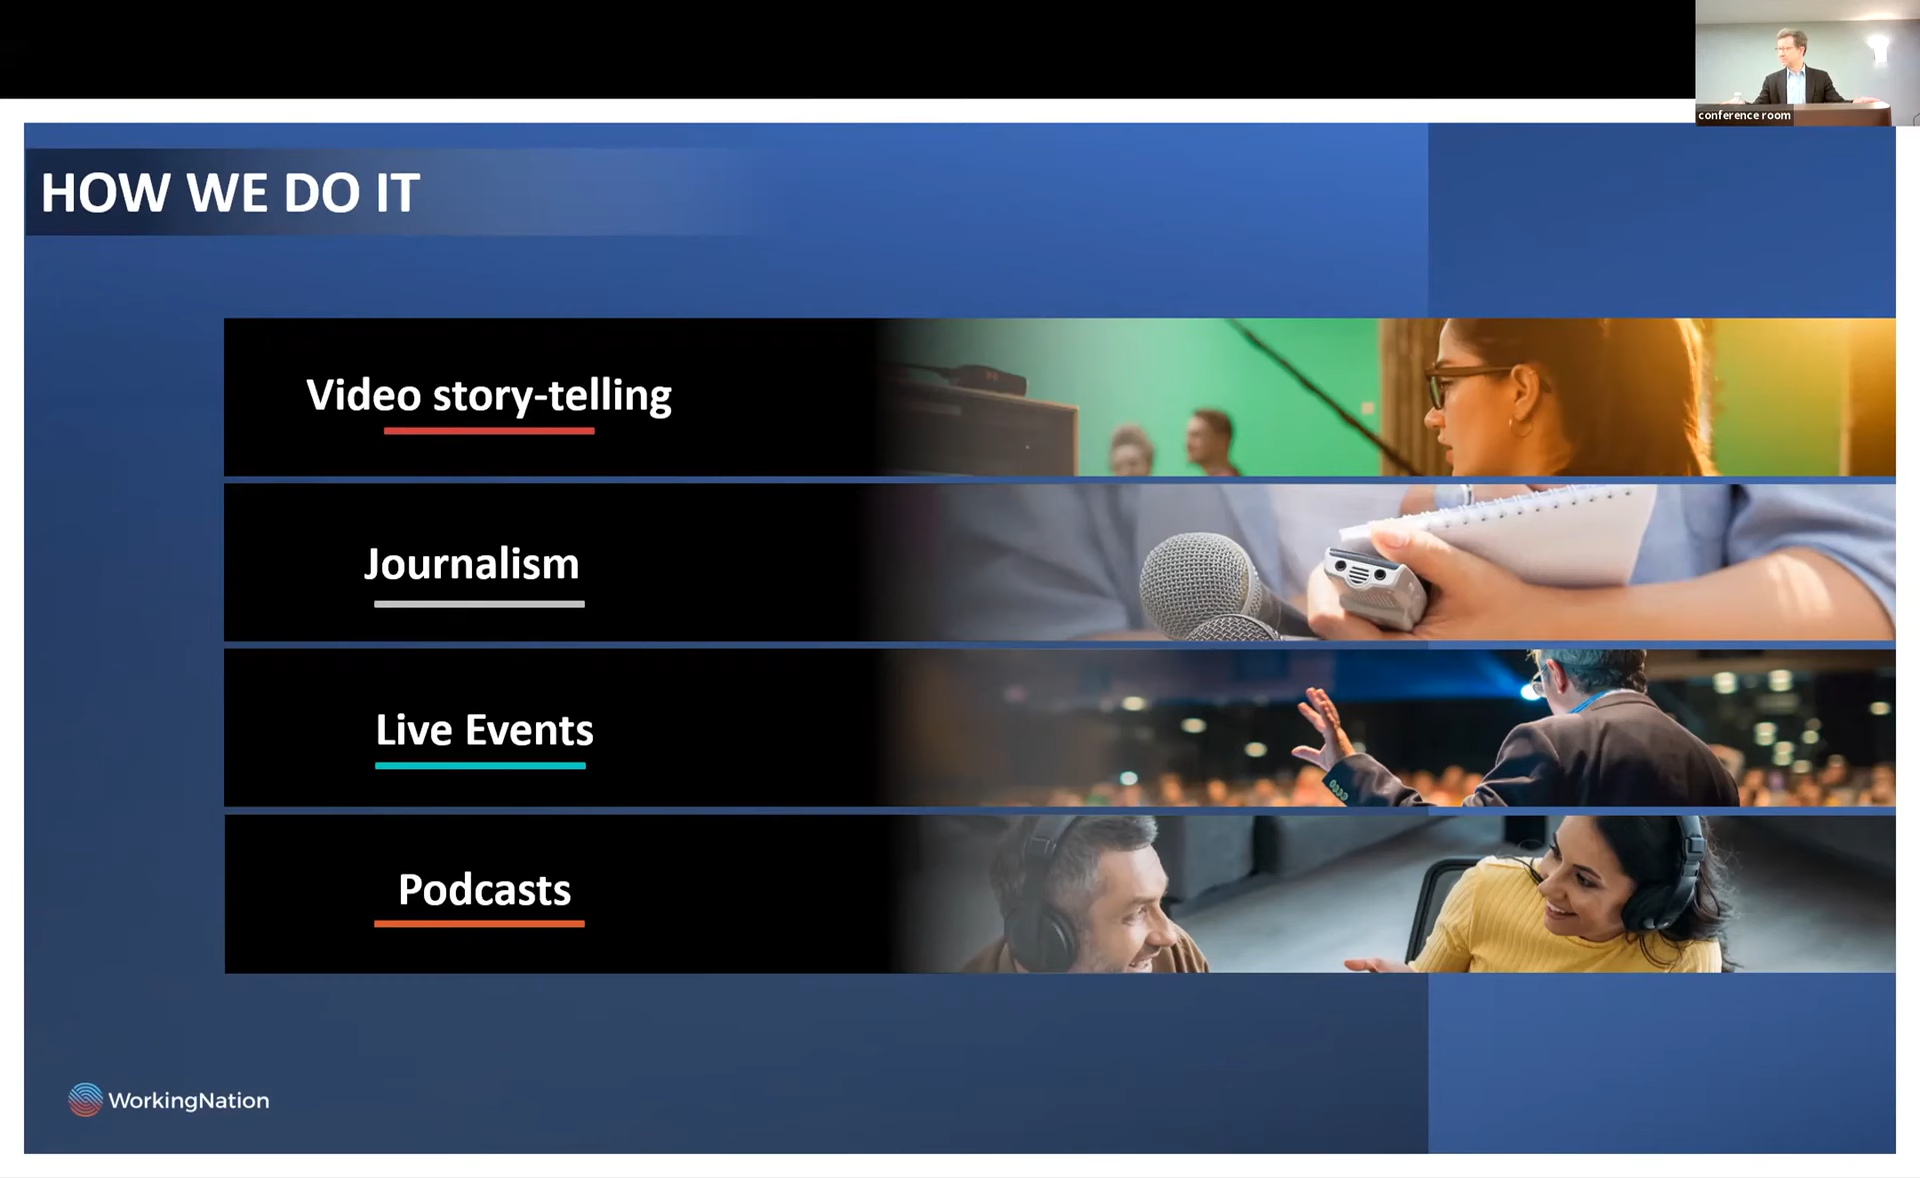 conference room
HOW WE DO IT
Video story-telling
Journalism
Live Events
Podcasts
WorkingNation